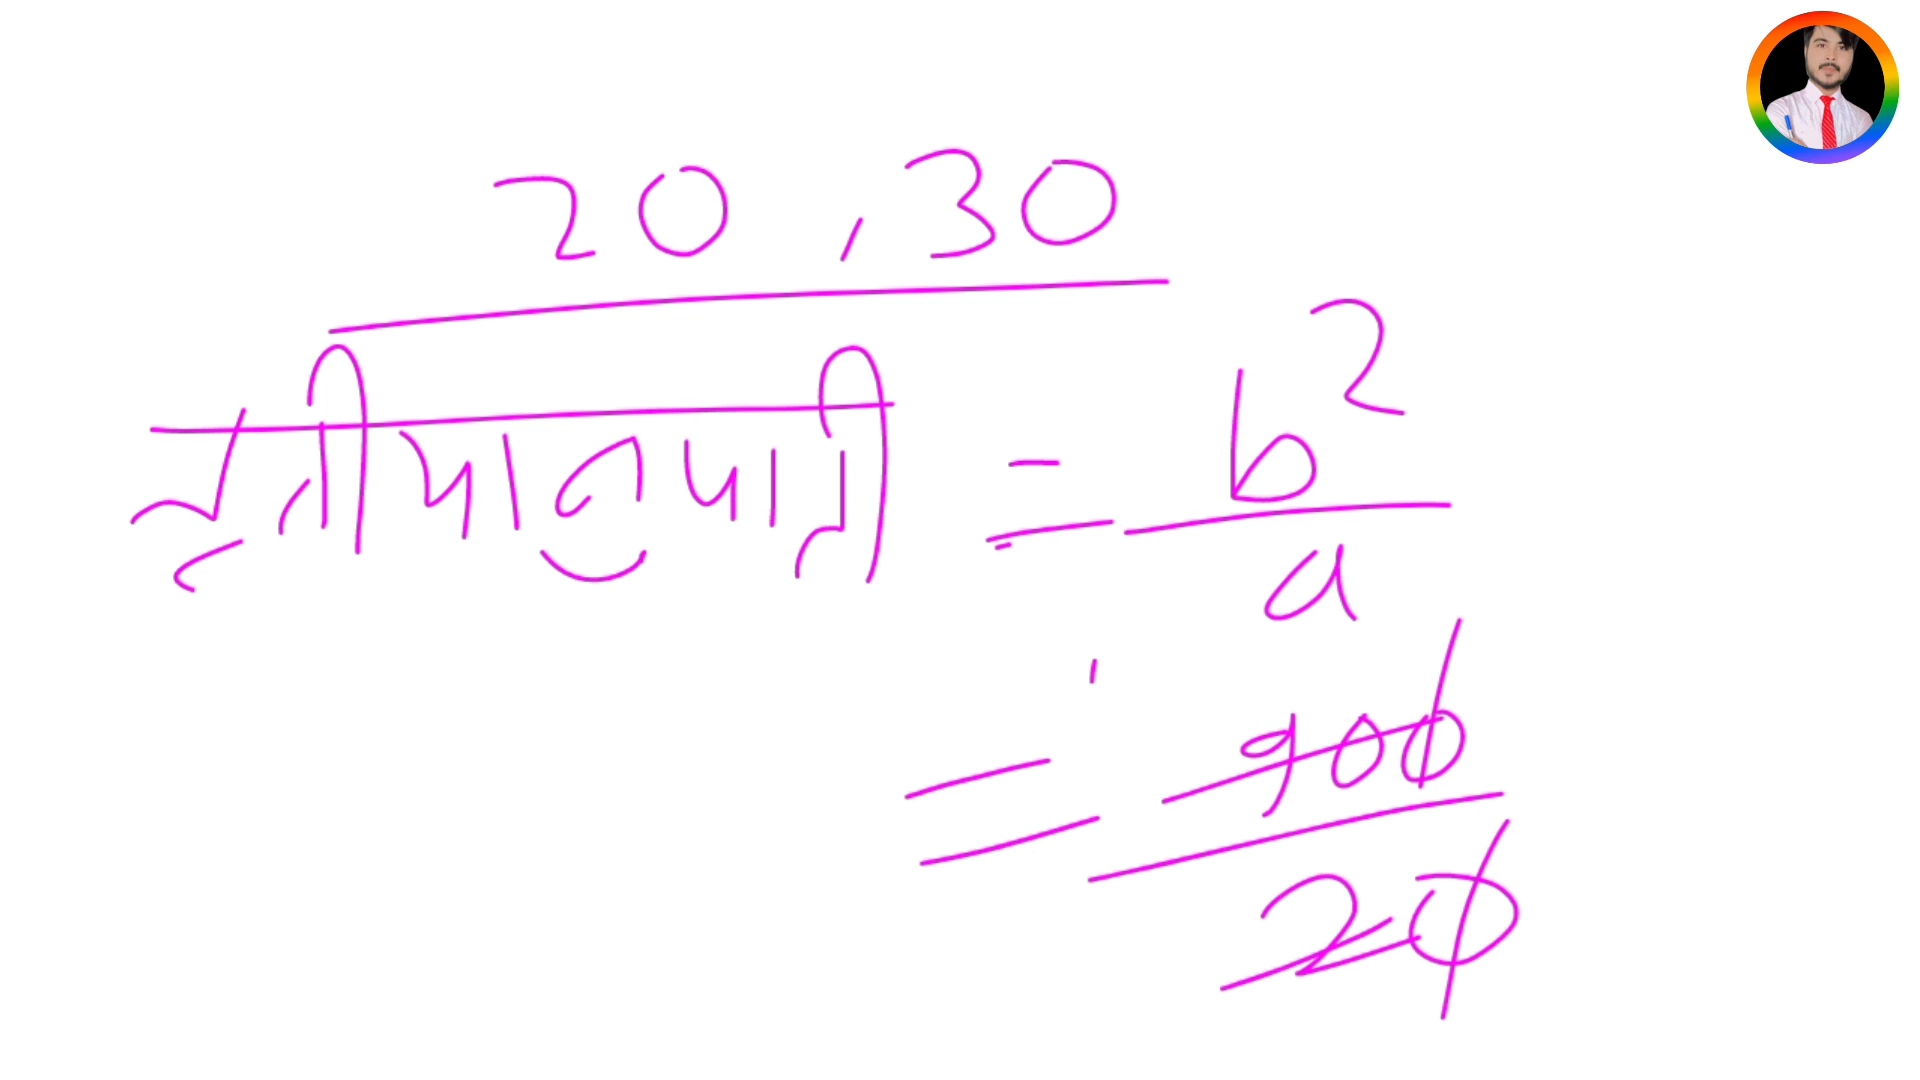 20, 30
तृतीयानुपाती = b²/a
= 900/20